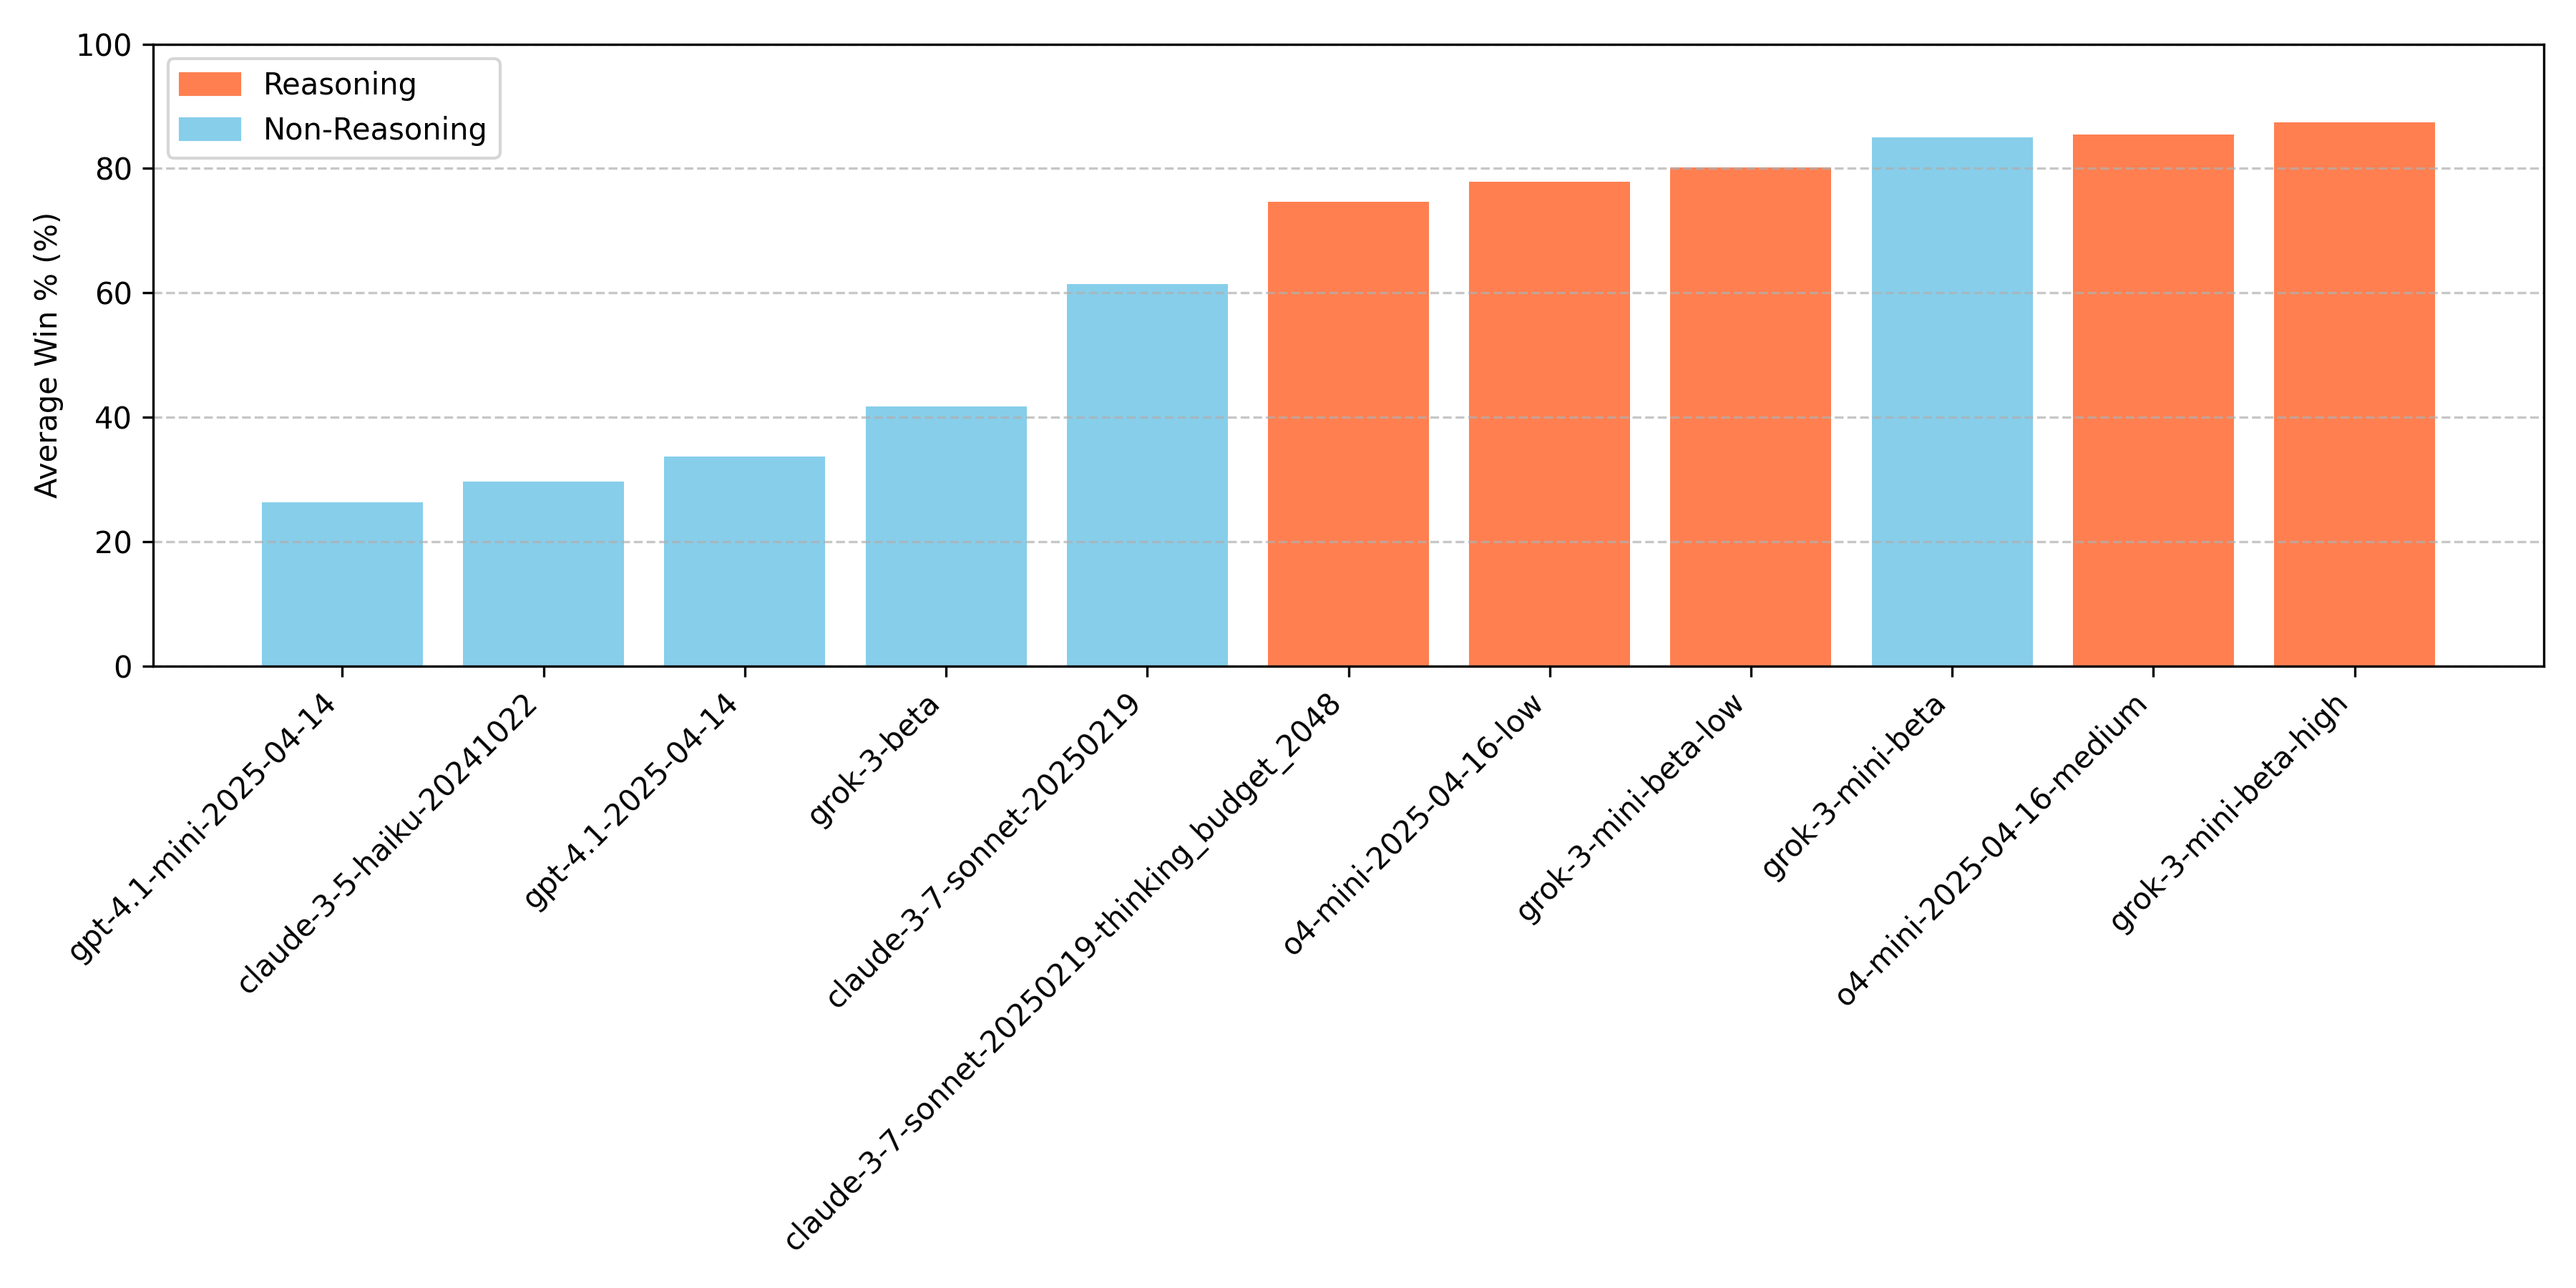 Reasoning
Non-Reasoning
Average Win % (%)
100
80
60
40
20
0
gpt-4.1-mini-2025-04-14
claude-3-5-haiku-20241022
gpt-4.1-2025-04-14
grok-3-beta
claude-3-7-sonnet-20250219
claude-3-7-sonnet-20250219-thinking_budget_2048
o4-mini-2025-04-16-low
grok-3-mini-beta-low
grok-3-mini-beta
o4-mini-2025-04-16-medium
grok-3-mini-beta-high